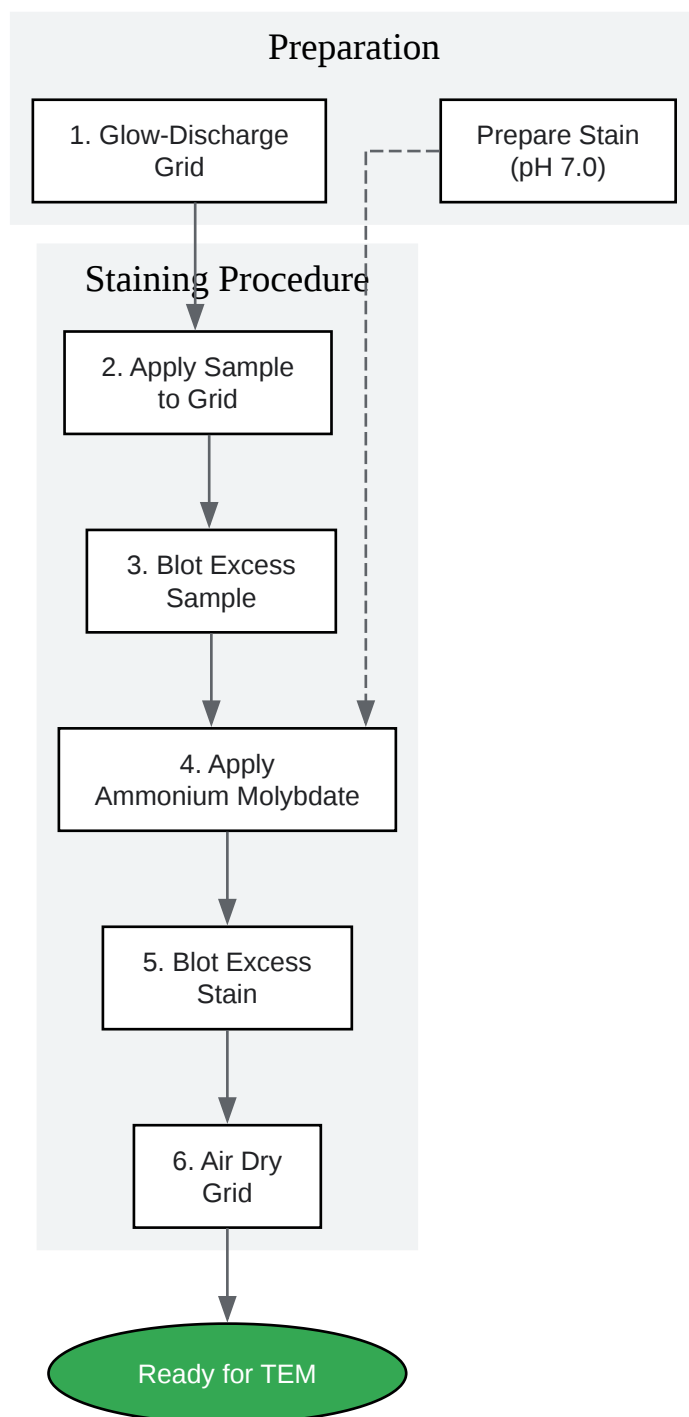 Preparation
1. Glow-Discharge
Grid
Prepare Stain
(pH 7.0)
Staining Procedure
2. Apply Sample
to Grid
3. Blot Excess
Sample
4. Apply
Ammonium Molybdate
5. Blot Excess
Stain
6. Air Dry
Grid
Ready for TEM